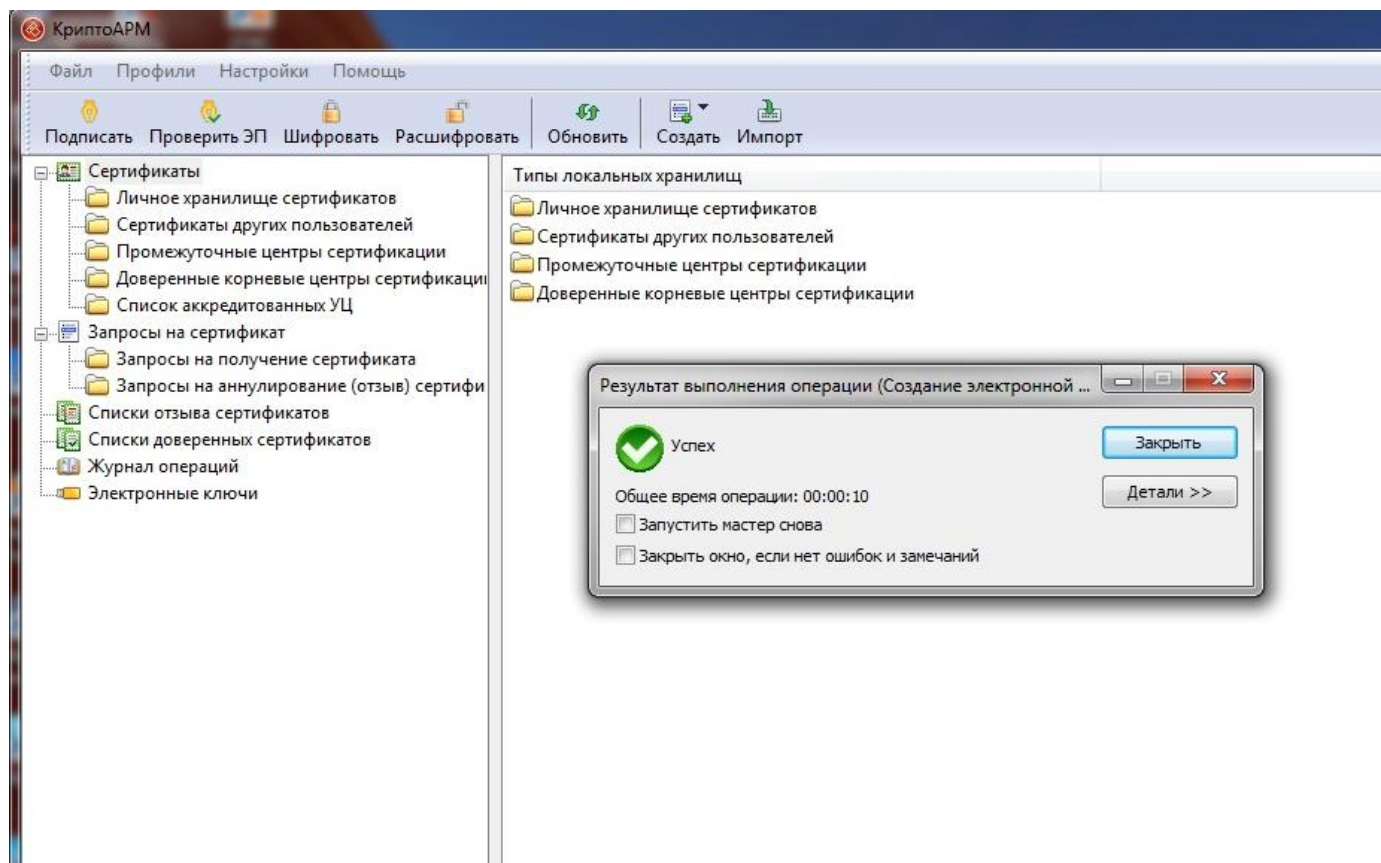 КриптоАРМ
Файл Профили Настройки Помощь
Подписать Проверить ЭП Шифровать Расшифровать Обновить Создать Импорт
Сертификаты
Личное хранилище сертификатов
Сертификаты других пользователей
Промежуточные центры сертификации
Доверенные корневые центры сертификации
Список аккредитованных УЦ
Запросы на сертификат
Запросы на получение сертификата
Запросы на аннулирование (отзыв) сертифи
Списки отзыва сертификатов
Списки доверенных сертификатов
Журнал операций
Электронные ключи
Типы локальных хранилищ
Личное хранилище сертификатов
Сертификаты других пользователей
Промежуточные центры сертификации
Доверенные корневые центры сертификации
Результат выполнения операции (Создание электронной ...
Успех
Закрыть
Общее время операции: 00:00:10
Детали >>
Запустить мастер снова
Закрыть окно, если нет ошибок и замечаний